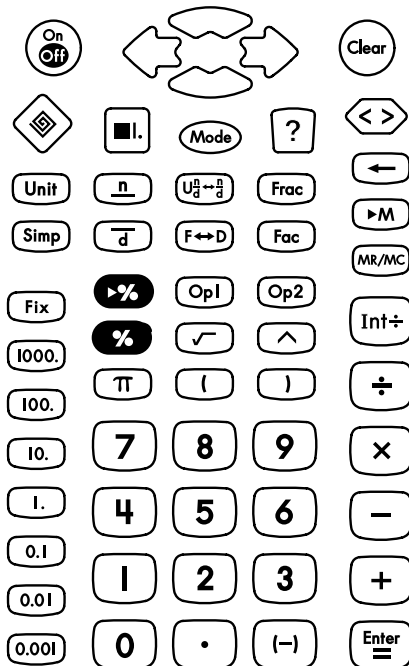 On
Off
Clear
■I.
Mode
?
< >
Unit
n
U n/d ↔ n/d
Frac
←
Simp
d
F↔D
Fac
▸M
MR/MC
▸%
Op1
Op2
Fix
Int÷
%
√
^
1000.
π
(
)
÷
100.
7
8
9
×
10.
4
5
6
−
1.
0.1
1
2
3
+
0.01
0
.
(−)
Enter
=
0.001